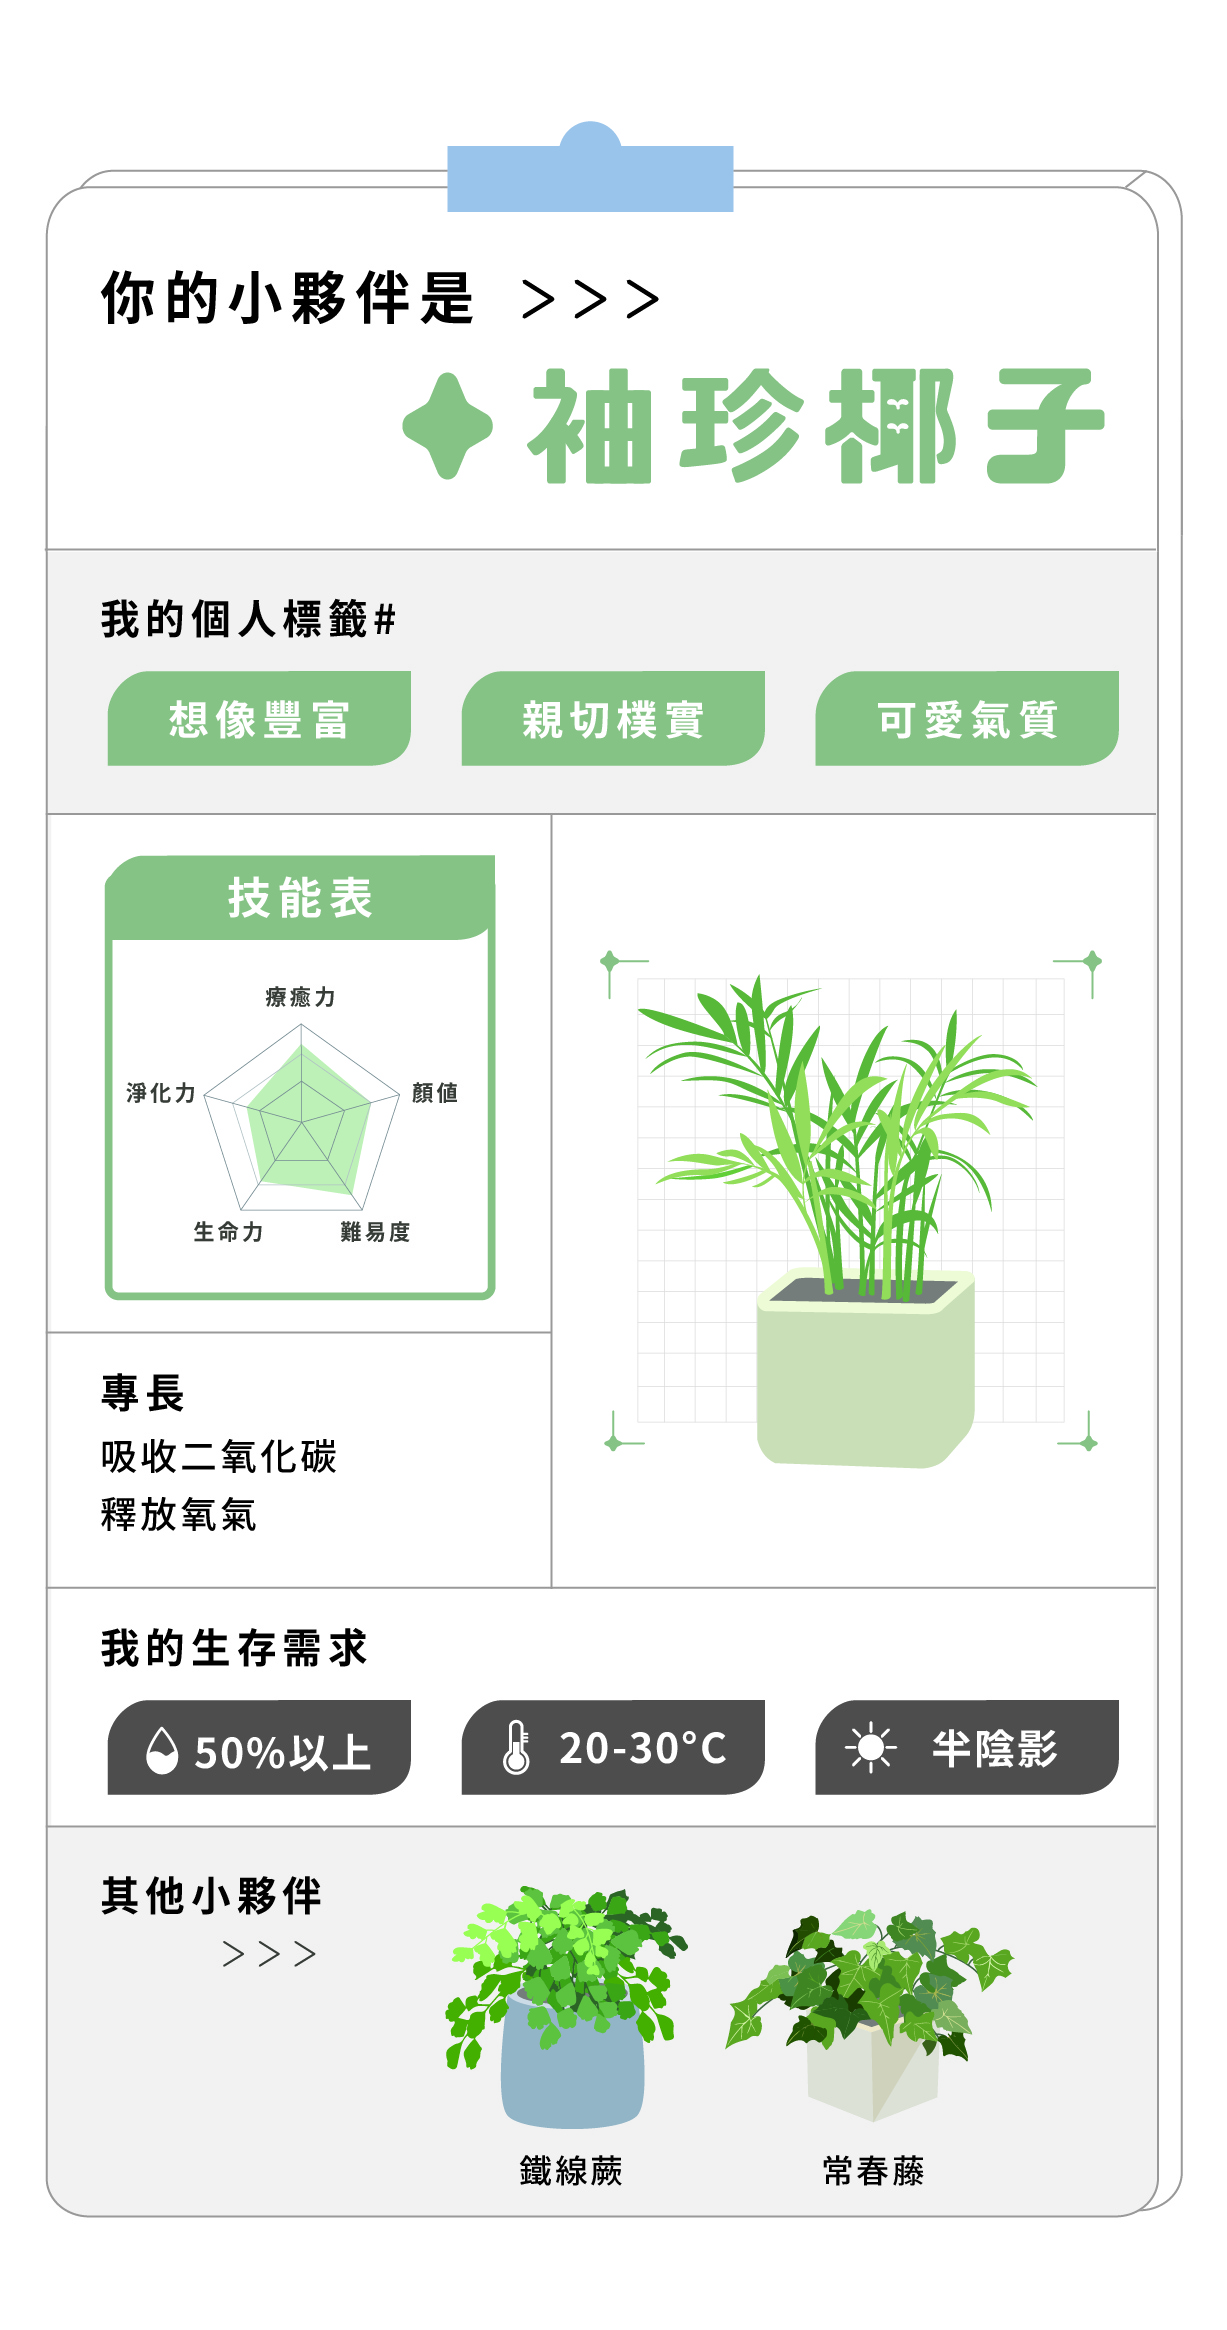 你的小夥伴是 >>>
袖珍椰子
我的個人標籤#
想像豐富 親切樸實 可愛氣質
技能表
療癒力
淨化力 顏值
生命力 難易度
專長
吸收二氧化碳
釋放氧氣
我的生存需求
50%以上 20-30°C 半陰影
其他小夥伴
>>>
鐵線蕨 常春藤